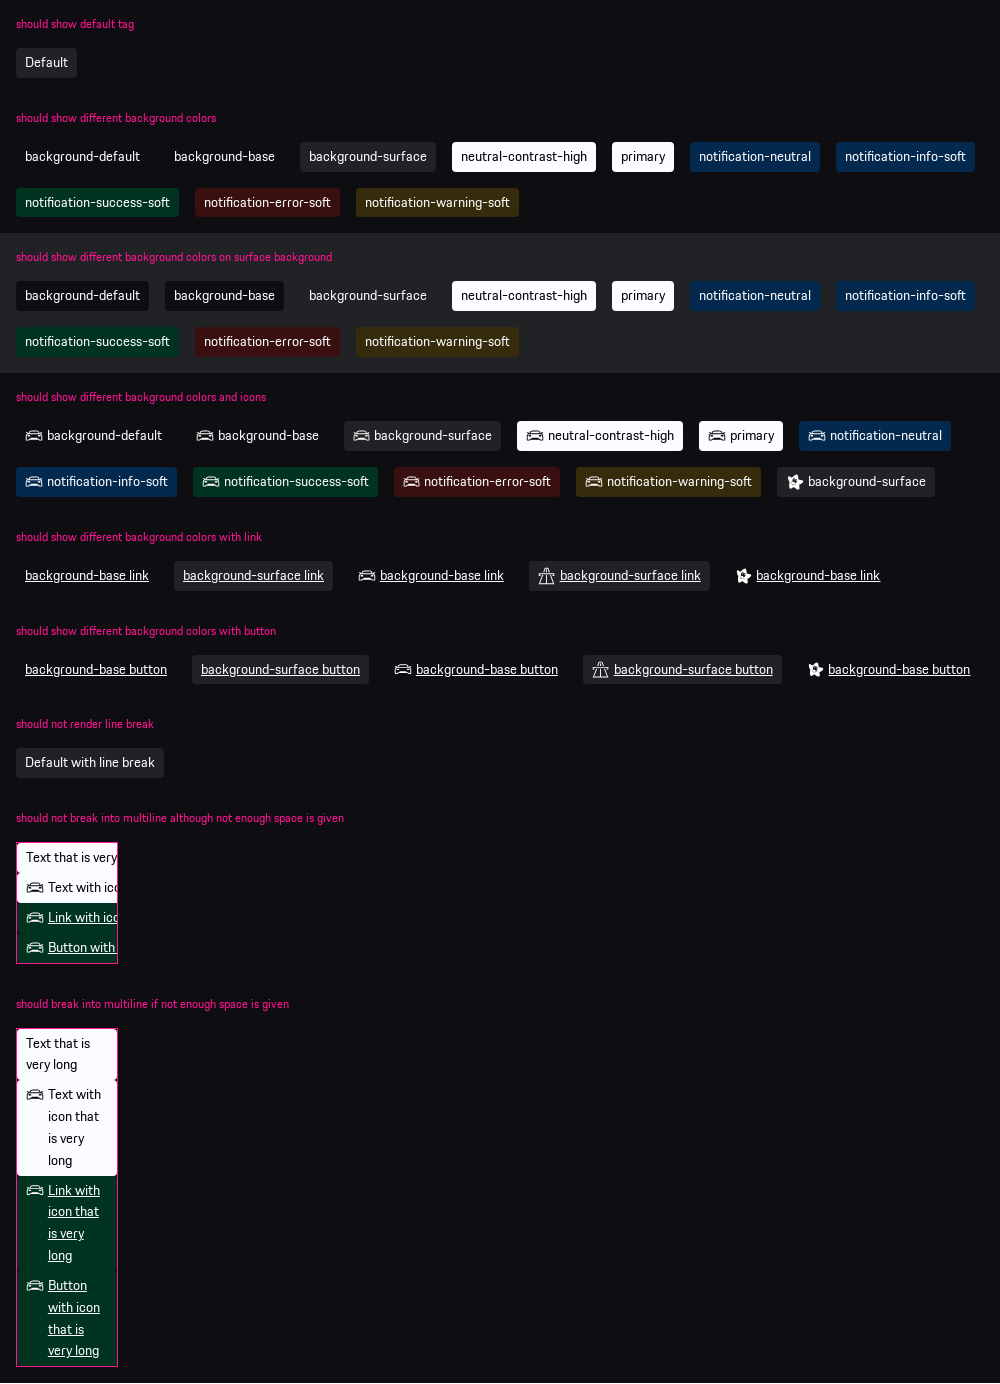 should show default tag
Default
should show different background colors
background-default background-base background-surface neutral-contrast-high primary notification-neutral notification-info-soft
notification-success-soft notification-error-soft notification-warning-soft
should show different background colors on surface background
background-default background-base background-surface neutral-contrast-high primary notification-neutral notification-info-soft
notification-success-soft notification-error-soft notification-warning-soft
should show different background colors and icons
background-default background-base background-surface neutral-contrast-high primary notification-neutral
notification-info-soft notification-success-soft notification-error-soft notification-warning-soft background-surface
should show different background colors with link
background-base link background-surface link background-base link background-surface link background-base link
should show different background colors with button
background-base button background-surface button background-base button background-surface button background-base button
should not render line break
Default with line break
should not break into multiline although not enough space is given
Text that is very
Text with ico
Link with ico
Button with
should break into multiline if not enough space is given
Text that is
very long
Text with
icon that
is very
long
Link with
icon that
is very
long
Button
with icon
that is
very long